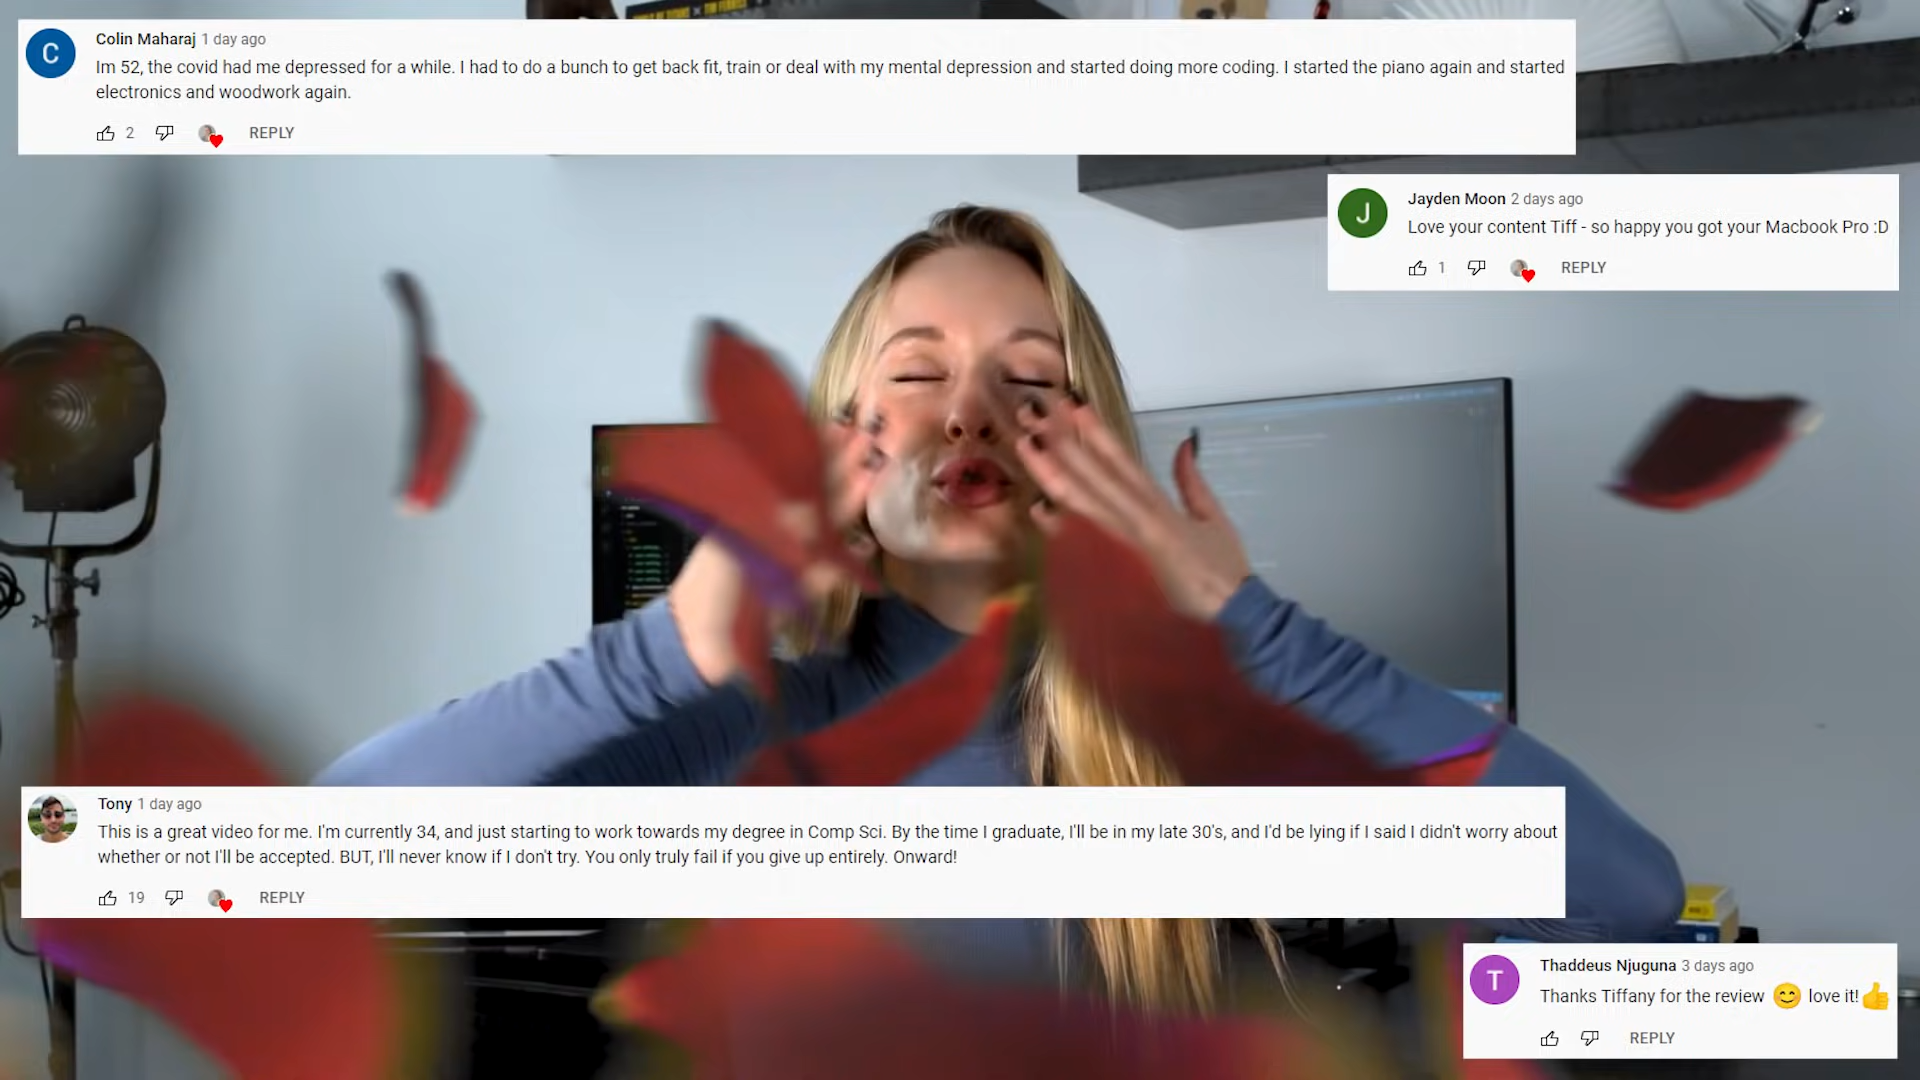 C
Colin Maharaj 1 day ago
Im 52, the covid had me depressed for a while. I had to do a bunch to get back fit, train or deal with my mental depression and started doing more coding. I started the piano again and started
electronics and woodwork again.
2 REPLY
J
Jayden Moon 2 days ago
Love your content Tiff - so happy you got your Macbook Pro :D
1 REPLY
Tony 1 day ago
This is a great video for me. I'm currently 34, and just starting to work towards my degree in Comp Sci. By the time I graduate, I'll be in my late 30's, and I'd be lying if I said I didn't worry about
whether or not I'll be accepted. BUT, I'll never know if I don't try. You only truly fail if you give up entirely. Onward!
19 REPLY
T
Thaddeus Njuguna 3 days ago
Thanks Tiffany for the review 😊 love it!👍
REPLY